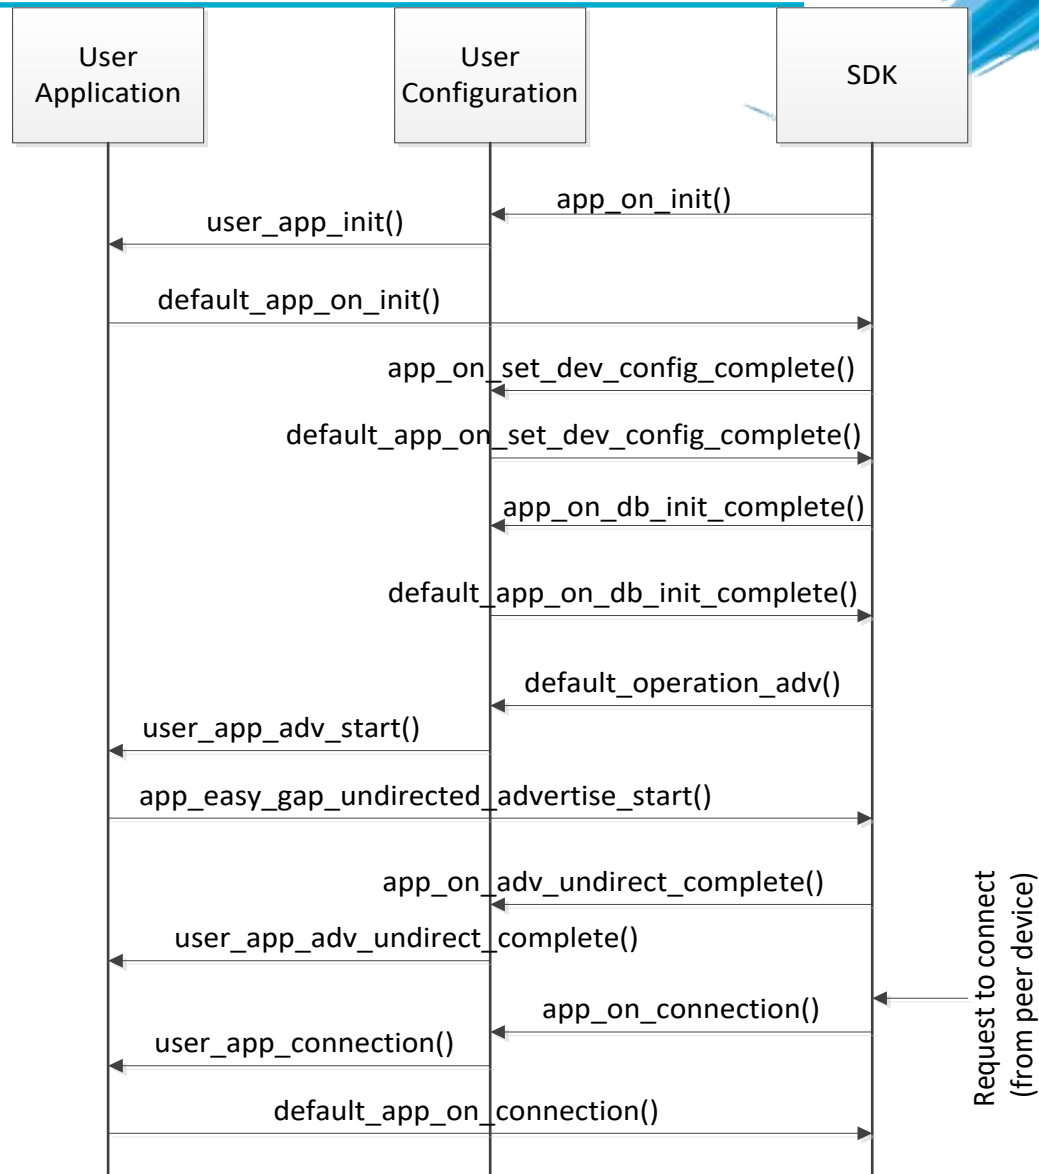 User
Application
User
Configuration
SDK
app_on_init()
user_app_init()
default_app_on_init()
app_on_set_dev_config_complete()
default_app_on_set_dev_config_complete()
app_on_db_init_complete()
default_app_on_db_init_complete()
default_operation_adv()
user_app_adv_start()
app_easy_gap_undirected_advertise_start()
app_on_adv_undirect_complete()
user_app_adv_undirect_complete()
Request to connect
(from peer device)
app_on_connection()
user_app_connection()
default_app_on_connection()